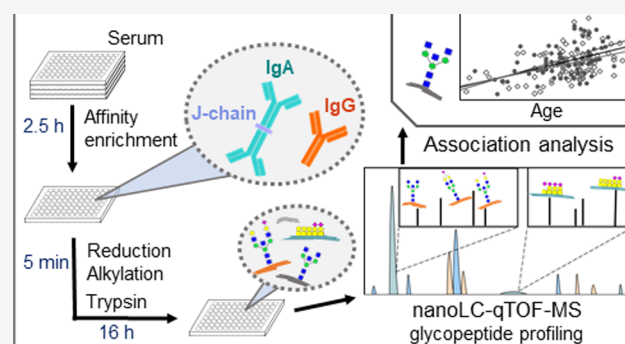 Serum
2.5 h
Affinity
enrichment
IgA
J-chain
IgG
5 min
Reduction
Alkylation
Trypsin
16 h
nanoLC-qTOF-MS
glycopeptide profiling
Association analysis
Age